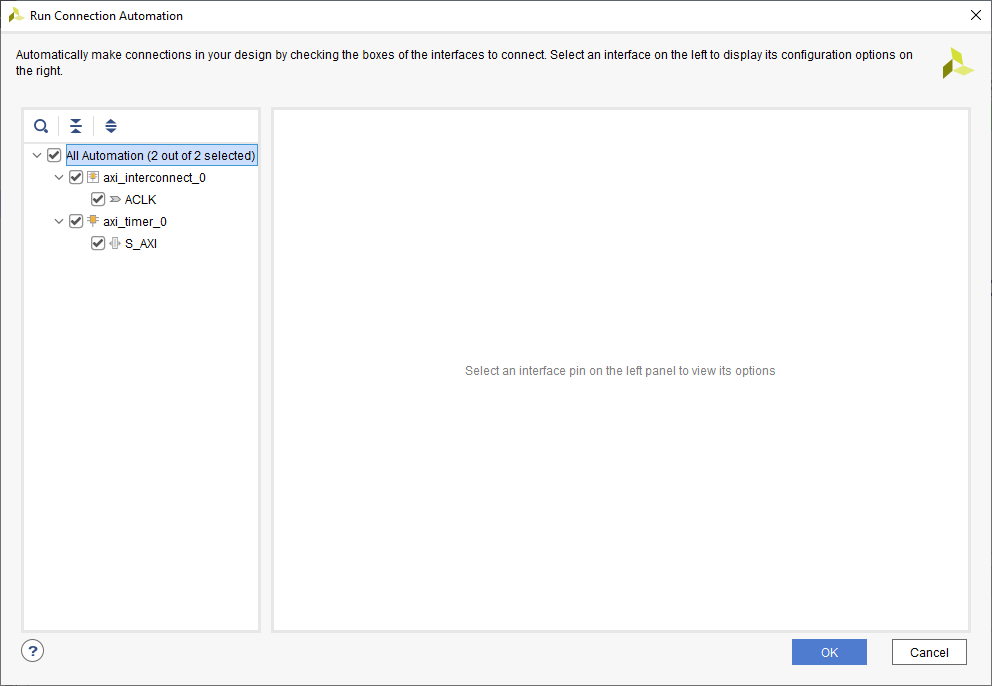 Run Connection Automation
Automatically make connections in your design by checking the boxes of the interfaces to connect. Select an interface on the left to display its configuration options on
the right.
All Automation (2 out of 2 selected)
axi_interconnect_0
ACLK
axi_timer_0
S_AXI
Select an interface pin on the left panel to view its options
?
OK
Cancel